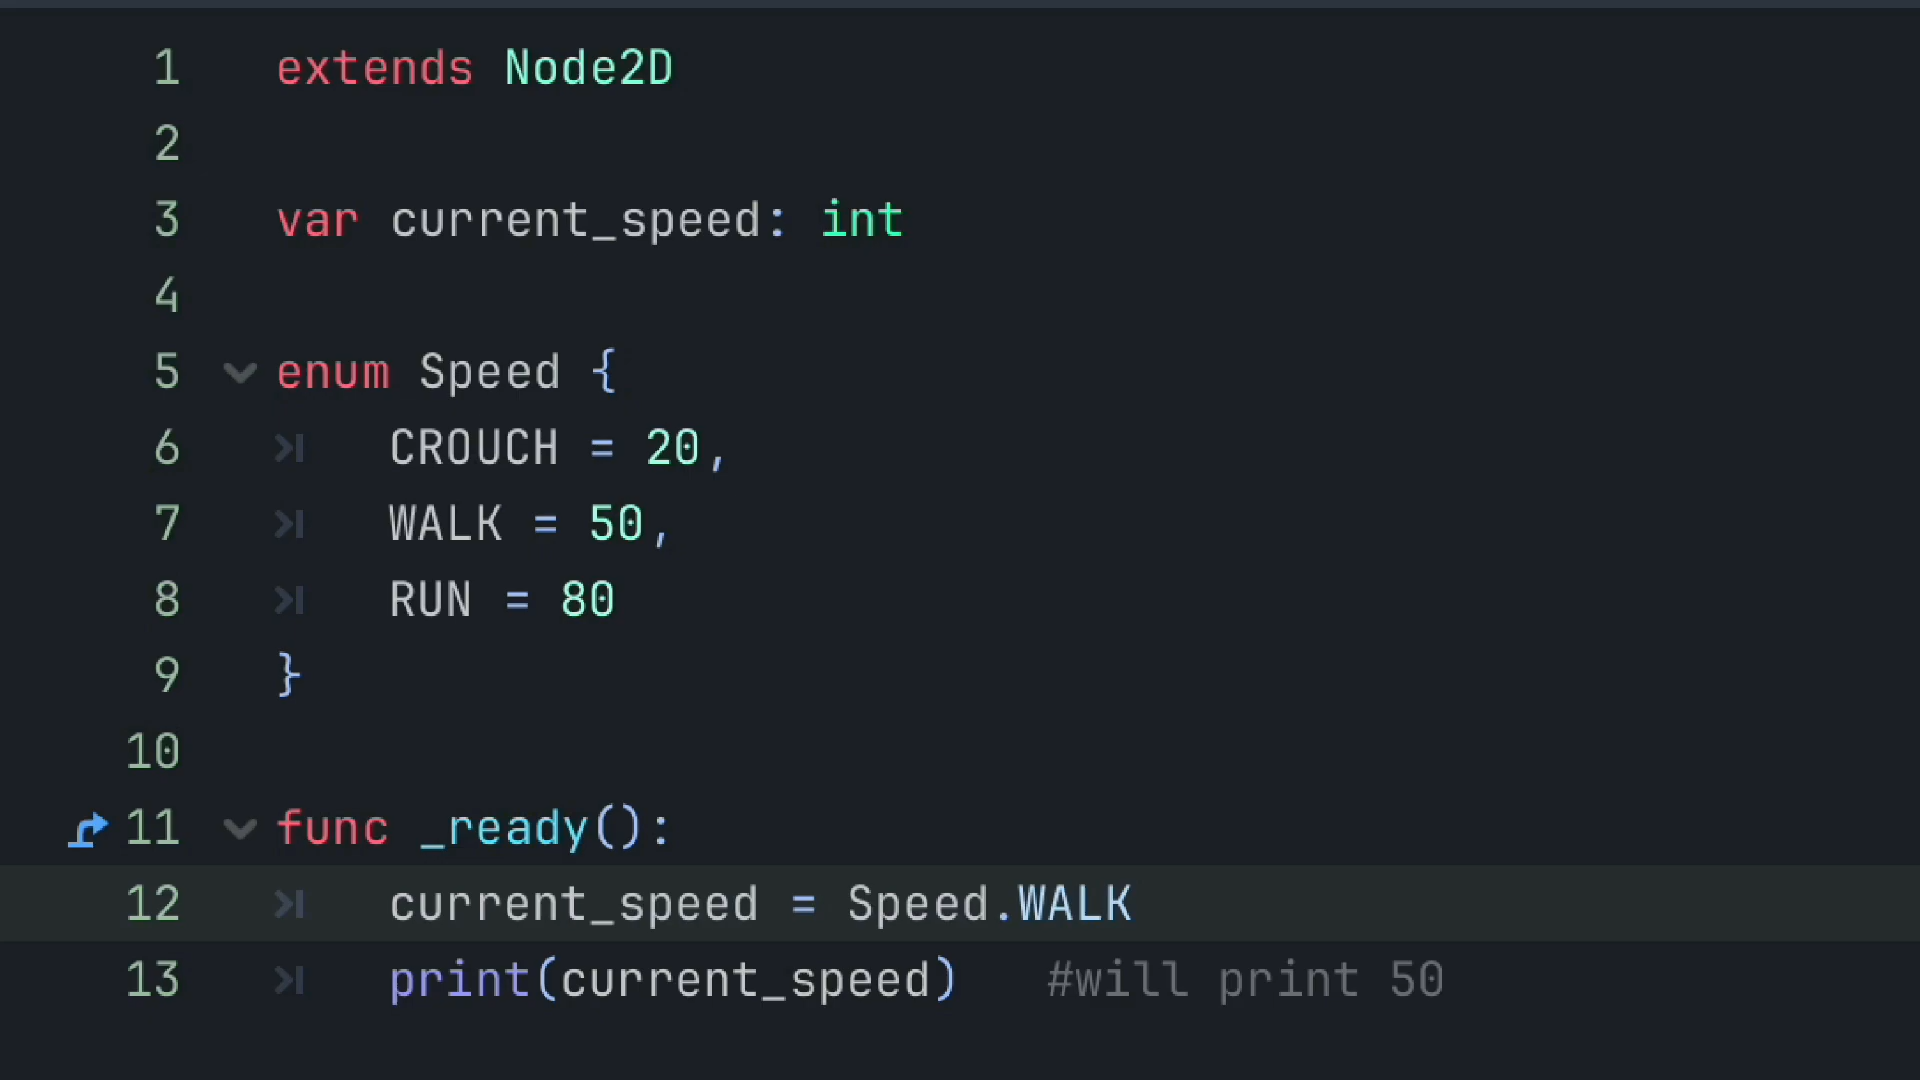 1 extends Node2D
2
3 var current_speed: int
4
5 enum Speed {
6 CROUCH = 20,
7 WALK = 50,
8 RUN = 80
9 }
10
11 func _ready():
12 current_speed = Speed.WALK
13 print(current_speed) #will print 50